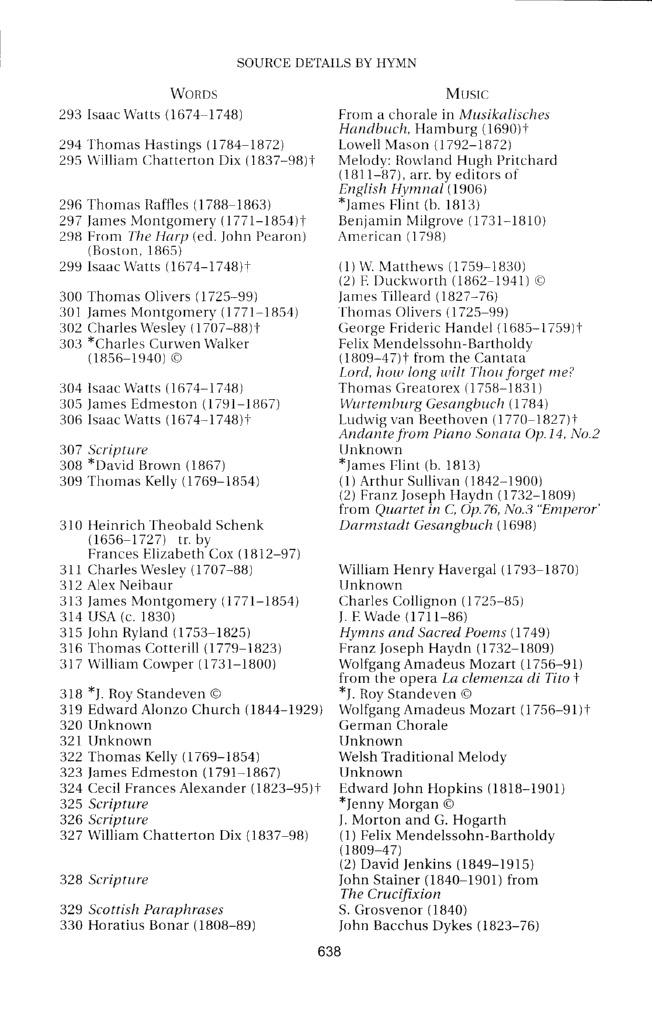 SOURCE DETAILS BY HYMN
WORDS
MUSIC
293 Isaac Watts (1674–1748)
From a chorale in Musikalisches
Handbuch, Hamburg (1690)†
294 Thomas Hastings (1784–1872)
Lowell Mason (1792–1872)
295 William Chatterton Dix (1837–98)†
Melody: Rowland Hugh Pritchard
(1811–87), arr. by editors of
English Hymnal (1906)
296 Thomas Raffles (1788–1863)
*James Flint (b. 1813)
297 James Montgomery (1771–1854)†
Benjamin Milgrove (1731–1810)
298 From The Harp (ed. John Pearon)
(Boston, 1865)
American (1798)
299 Isaac Watts (1674–1748)†
(1) W. Matthews (1759–1830)
(2) F. Duckworth (1862–1941) ©
300 Thomas Olivers (1725–99)
James Tilleard (1827–76)
301 James Montgomery (1771–1854)
Thomas Olivers (1725–99)
302 Charles Wesley (1707–88)†
George Frideric Handel (1685–1759)†
303 *Charles Curwen Walker
(1856–1940) ©
Felix Mendelssohn-Bartholdy
(1809–47)† from the Cantata
Lord, how long wilt Thou forget me?
304 Isaac Watts (1674–1748)
Thomas Greatorex (1758–1831)
305 James Edmeston (1791–1867)
Wurtemburg Gesangbuch (1784)
306 Isaac Watts (1674–1748)†
Ludwig van Beethoven (1770–1827)†
Andante from Piano Sonata Op.14, No.2
307 Scripture
Unknown
308 *David Brown (1867)
*James Flint (b. 1813)
309 Thomas Kelly (1769–1854)
(1) Arthur Sullivan (1842–1900)
(2) Franz Joseph Haydn (1732–1809)
from Quartet in C, Op.76, No.3 “Emperor’
310 Heinrich Theobald Schenk
(1656–1727) tr. by
Frances Elizabeth Cox (1812–97)
Darmstadt Gesangbuch (1698)
311 Charles Wesley (1707–88)
William Henry Havergal (1793–1870)
312 Alex Neibaur
Unknown
313 James Montgomery (1771–1854)
Charles Collignon (1725–85)
314 USA (c. 1830)
J. F. Wade (1711–86)
315 John Ryland (1753–1825)
Hymns and Sacred Poems (1749)
316 Thomas Cotterill (1779–1823)
Franz Joseph Haydn (1732–1809)
317 William Cowper (1731–1800)
Wolfgang Amadeus Mozart (1756–91)
from the opera La clemenza di Tito †
318 *J. Roy Standeven ©
*J. Roy Standeven ©
319 Edward Alonzo Church (1844–1929)
Wolfgang Amadeus Mozart (1756–91)†
320 Unknown
German Chorale
321 Unknown
Unknown
322 Thomas Kelly (1769–1854)
Welsh Traditional Melody
323 James Edmeston (1791–1867)
Unknown
324 Cecil Frances Alexander (1823–95)†
Edward John Hopkins (1818–1901)
325 Scripture
*Jenny Morgan ©
326 Scripture
J. Morton and G. Hogarth
327 William Chatterton Dix (1837–98)
(1) Felix Mendelssohn-Bartholdy
(1809–47)
(2) David Jenkins (1849–1915)
328 Scripture
John Stainer (1840–1901) from
The Crucifixion
329 Scottish Paraphrases
S. Grosvenor (1840)
330 Horatius Bonar (1808–89)
John Bacchus Dykes (1823–76)
638